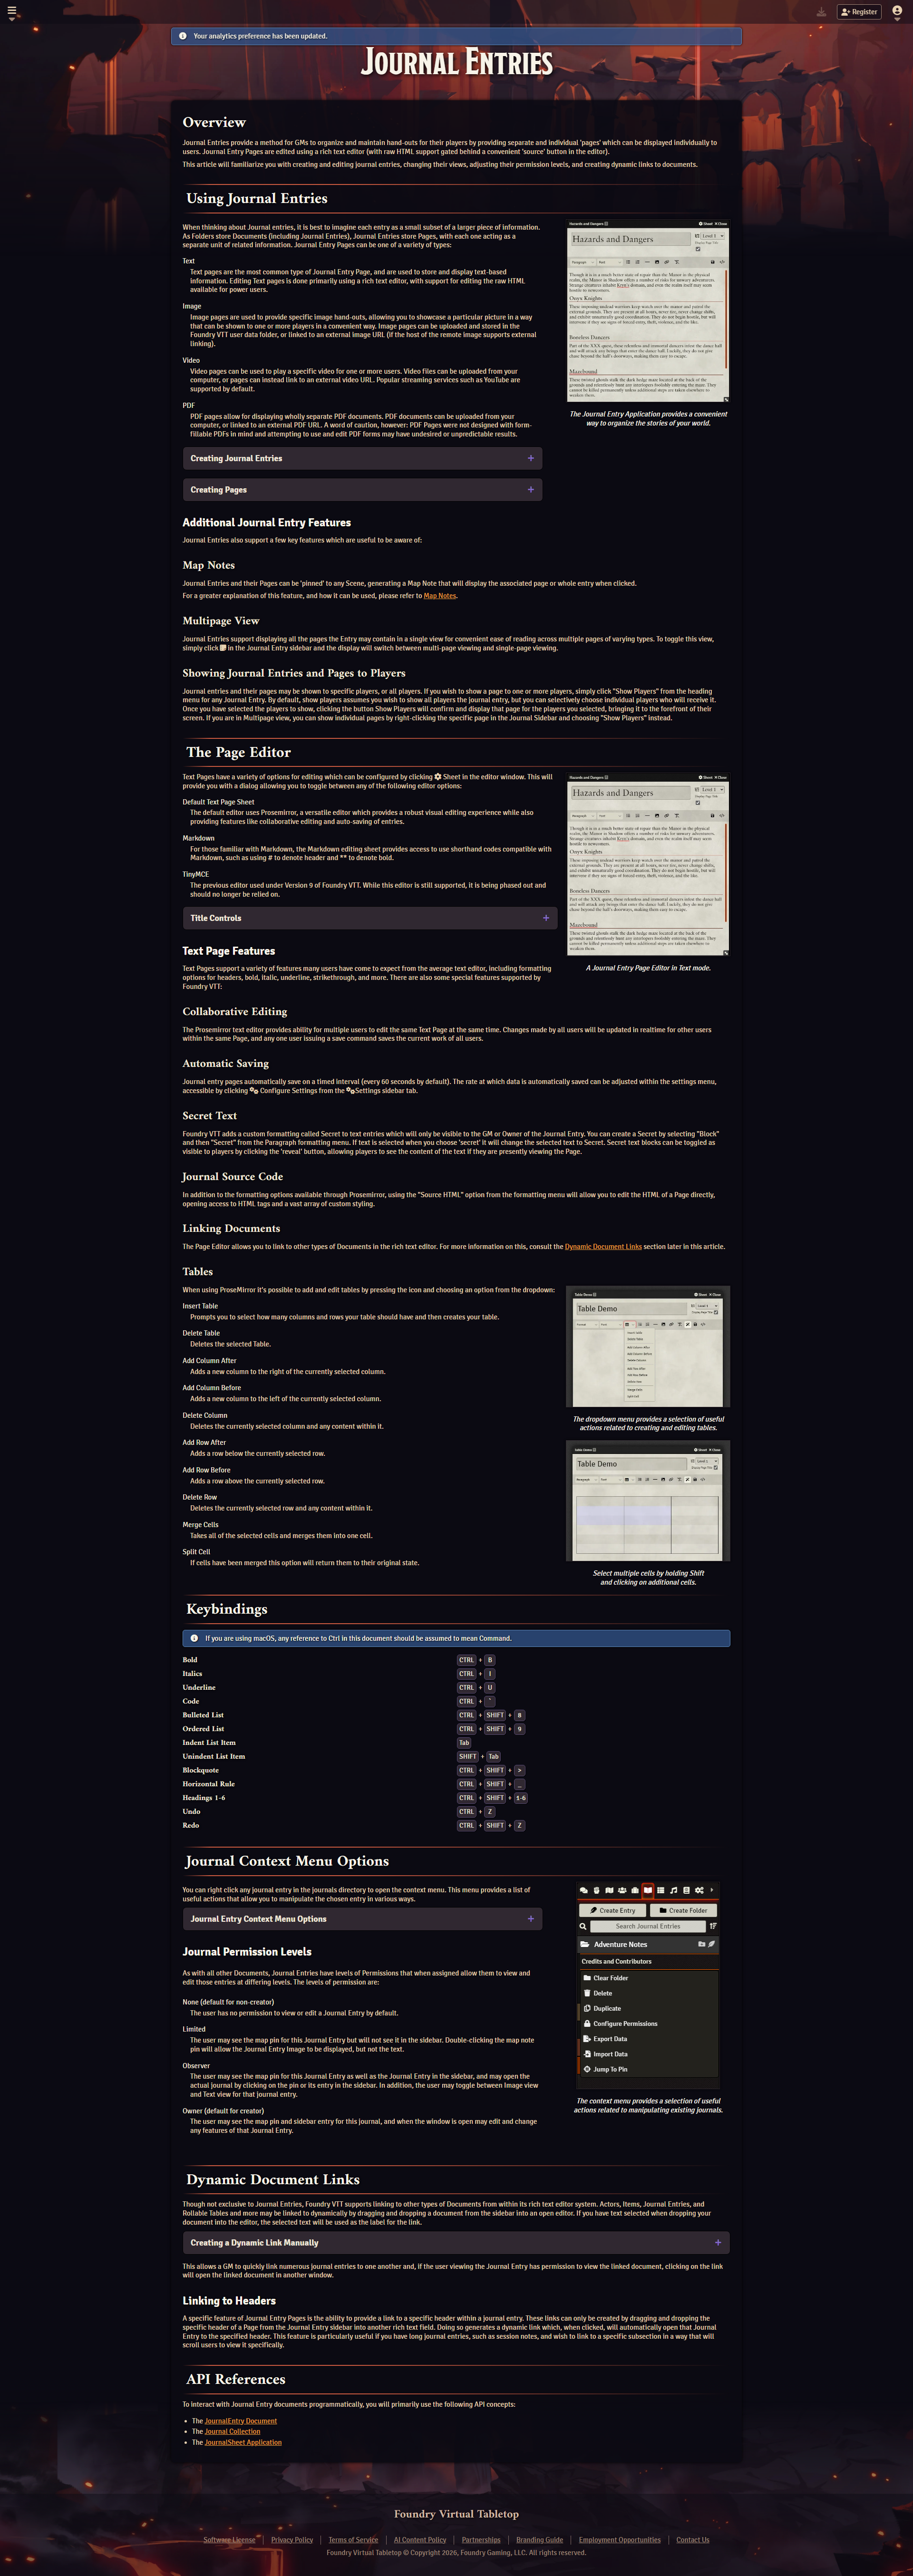 Register
Your analytics preference has been updated.
Journal Entries
Overview
Journal Entries provide a method for GMs to organize and maintain hand-outs for their players by providing separate and individual 'pages' which can be displayed individually to
users. Journal Entry Pages are edited using a rich text editor (with raw HTML support gated behind a convenient 'source' button in the editor).
This article will familiarize you with creating and editing journal entries, changing their views, adjusting their permission levels, and creating dynamic links to documents.
Using Journal Entries
When thinking about Journal entries, it is best to imagine each entry as a small subset of a larger piece of information.
As Folders store Documents (including Journal Entries), Journal Entries store Pages, with each one acting as a
separate unit of related information. Journal Entry Pages can be one of a variety of types:
Text
Text pages are the most common type of Journal Entry Page, and are used to store and display text-based
information. Editing Text pages is done primarily using a rich text editor, with support for editing the raw HTML
available for power users.
Image
Image pages are used to provide specific image hand-outs, allowing you to showcase a particular picture in a way
that can be shown to one or more players in a convenient way. Image pages can be uploaded and stored in the
Foundry VTT user data folder, or linked to an external image URL (if the host of the remote image supports external
linking).
Video
Video pages can be used to play a specific video for one or more users. Video files can be uploaded from your
computer, or pages can instead link to an external video URL. Popular streaming services such as YouTube are
supported by default.
PDF
PDF pages allow for displaying wholly separate PDF documents. PDF documents can be uploaded from your
computer, or linked to an external PDF URL. A word of caution, however: PDF Pages were not designed with form-
fillable PDFs in mind and attempting to use and edit PDF forms may have undesired or unpredictable results.
Hazards and Dangers
Sheet Close
Hazards and Dangers
Level 1
Onyx Knights
Boneless Dancers
Mazebound
The Journal Entry Application provides a convenient
way to organize the stories of your world.
Creating Journal Entries +
Creating Pages +
Additional Journal Entry Features
Journal Entries also support a few key features which are useful to be aware of:
Map Notes
Journal Entries and their Pages can be 'pinned' to any Scene, generating a Map Note that will display the associated page or whole entry when clicked.
For a greater explanation of this feature, and how it can be used, please refer to Map Notes.
Multipage View
Journal Entries support displaying all the pages the Entry may contain in a single view for convenient ease of reading across multiple pages of varying types. To toggle this view,
simply click in the Journal Entry sidebar and the display will switch between multi-page viewing and single-page viewing.
Showing Journal Entries and Pages to Players
Journal entries and their pages may be shown to specific players, or all players. If you wish to show a page to one or more players, simply click "Show Players" from the heading
menu for any Journal Entry. By default, show players assumes you wish to show all players the journal entry, but you can selectively choose individual players who will receive it.
Once you have selected the players to show, clicking the button Show Players will confirm and display that page for the players you selected, bringing it to the forefront of their
screen. If you are in Multipage view, you can show individual pages by right-clicking the specific page in the Journal Sidebar and choosing "Show Players" instead.
The Page Editor
Text Pages have a variety of options for editing which can be configured by clicking Sheet in the editor window. This will
provide you with a dialog allowing you to toggle between any of the following editor options:
Default Text Page Sheet
The default editor uses Prosemirror, a versatile editor which provides a robust visual editing experience while also
providing features like collaborative editing and auto-saving of entries.
Markdown
For those familiar with Markdown, the Markdown editing sheet provides access to use shorthand codes compatible with
Markdown, such as using # to denote header and ** to denote bold.
TinyMCE
The previous editor used under Version 9 of Foundry VTT. While this editor is still supported, it is being phased out and
should no longer be relied on.
Title Controls +
Hazards and Dangers
Sheet Close
Hazards and Dangers
Level 1
Onyx Knights
Boneless Dancers
Mazebound
A Journal Entry Page Editor in Text mode.
Text Page Features
Text Pages support a variety of features many users have come to expect from the average text editor, including formatting
options for headers, bold, italic, underline, strikethrough, and more. There are also some special features supported by
Foundry VTT:
Collaborative Editing
The Prosemirror text editor provides ability for multiple users to edit the same Text Page at the same time. Changes made by all users will be updated in realtime for other users
within the same Page, and any one user issuing a save command saves the current work of all users.
Automatic Saving
Journal entry pages automatically save on a timed interval (every 60 seconds by default). The rate at which data is automatically saved can be adjusted within the settings menu,
accessible by clicking Configure Settings from the Settings sidebar tab.
Secret Text
Foundry VTT adds a custom formatting called Secret to text entries which will only be visible to the GM or Owner of the Journal Entry. You can create a Secret by selecting "Block"
and then "Secret" from the Paragraph formatting menu. If text is selected when you choose 'secret' it will change the selected text to Secret. Secret text blocks can be toggled as
visible to players by clicking the 'reveal' button, allowing players to see the content of the text if they are presently viewing the Page.
Journal Source Code
In addition to the formatting options available through Prosemirror, using the "Source HTML" option from the formatting menu will allow you to edit the HTML of a Page directly,
opening access to HTML tags and a vast array of custom styling.
Linking Documents
The Page Editor allows you to link to other types of Documents in the rich text editor. For more information on this, consult the Dynamic Document Links section later in this article.
Tables
When using ProseMirror it's possible to add and edit tables by pressing the icon and choosing an option from the dropdown:
Insert Table
Prompts you to select how many columns and rows your table should have and then creates your table.
Delete Table
Deletes the selected Table.
Add Column After
Adds a new column to the right of the currently selected column.
Add Column Before
Adds a new column to the left of the currently selected column.
Delete Column
Deletes the currently selected column and any content within it.
Add Row After
Adds a row below the currently selected row.
Add Row Before
Adds a row above the currently selected row.
Delete Row
Deletes the currently selected row and any content within it.
Merge Cells
Takes all of the selected cells and merges them into one cell.
Split Cell
If cells have been merged this option will return them to their original state.
Table Demo
The dropdown menu provides a selection of useful
actions related to creating and editing tables.
Table Demo
Select multiple cells by holding Shift
and clicking on additional cells.
Keybindings
If you are using macOS, any reference to Ctrl in this document should be assumed to mean Command.
Bold CTRL + B
Italics CTRL + I
Underline CTRL + U
Code CTRL + `
Bulleted List CTRL + SHIFT + 8
Ordered List CTRL + SHIFT + 9
Indent List Item Tab
Unindent List Item SHIFT + Tab
Blockquote CTRL + SHIFT + >
Horizontal Rule CTRL + SHIFT + _
Headings 1-6 CTRL + SHIFT + 1-6
Undo CTRL + Z
Redo CTRL + SHIFT + Z
Journal Context Menu Options
You can right click any journal entry in the journals directory to open the context menu. This menu provides a list of
useful actions that allow you to manipulate the chosen entry in various ways.
Journal Entry Context Menu Options +
Journal Permission Levels
As with all other Documents, Journal Entries have levels of Permissions that when assigned allow them to view and
edit those entries at differing levels. The levels of permission are:
None (default for non-creator)
The user has no permission to view or edit a Journal Entry by default.
Limited
The user may see the map pin for this Journal Entry but will not see it in the sidebar. Double-clicking the map note
pin will allow the Journal Entry Image to be displayed, but not the text.
Observer
The user may see the map pin for this Journal Entry as well as the Journal Entry in the sidebar, and may open the
actual journal by clicking on the pin or its entry in the sidebar. In addition, the user may toggle between Image view
and Text view for that journal entry.
Owner (default for creator)
The user may see the map pin and sidebar entry for this journal, and when the window is open may edit and change
any features of that Journal Entry.
Create Entry
Create Folder
Search Journal Entries
Adventure Notes
Credits and Contributors
Clear Folder
Delete
Duplicate
Configure Permissions
Export Data
Import Data
Jump To Pin
The context menu provides a selection of useful
actions related to manipulating existing journals.
Dynamic Document Links
Though not exclusive to Journal Entries, Foundry VTT supports linking to other types of Documents from within its rich text editor system. Actors, Items, Journal Entries, and
Rollable Tables and more may be linked to dynamically by dragging and dropping a document from the sidebar into an open editor. If you have text selected when dropping your
document into the editor, the selected text will be used as the label for the link.
Creating a Dynamic Link Manually +
This allows a GM to quickly link numerous journal entries to one another and, if the user viewing the Journal Entry has permission to view the linked document, clicking on the link
will open the linked document in another window.
Linking to Headers
A specific feature of Journal Entry Pages is the ability to provide a link to a specific header within a journal entry. These links can only be created by dragging and dropping the
specific header of a Page from the Journal Entry sidebar into another rich text field. Doing so generates a dynamic link which, when clicked, will automatically open that Journal
Entry to the specified header. This feature is particularly useful if you have long journal entries, such as session notes, and wish to link to a specific subsection in a way that will
scroll users to view it specifically.
API References
To interact with Journal Entry documents programmatically, you will primarily use the following API concepts:
• The JournalEntry Document
• The Journal Collection
• The JournalSheet Application
Foundry Virtual Tabletop
Software License | Privacy Policy | Terms of Service | AI Content Policy | Partnerships | Branding Guide | Employment Opportunities | Contact Us
Foundry Virtual Tabletop © Copyright 2026, Foundry Gaming, LLC. All rights reserved.